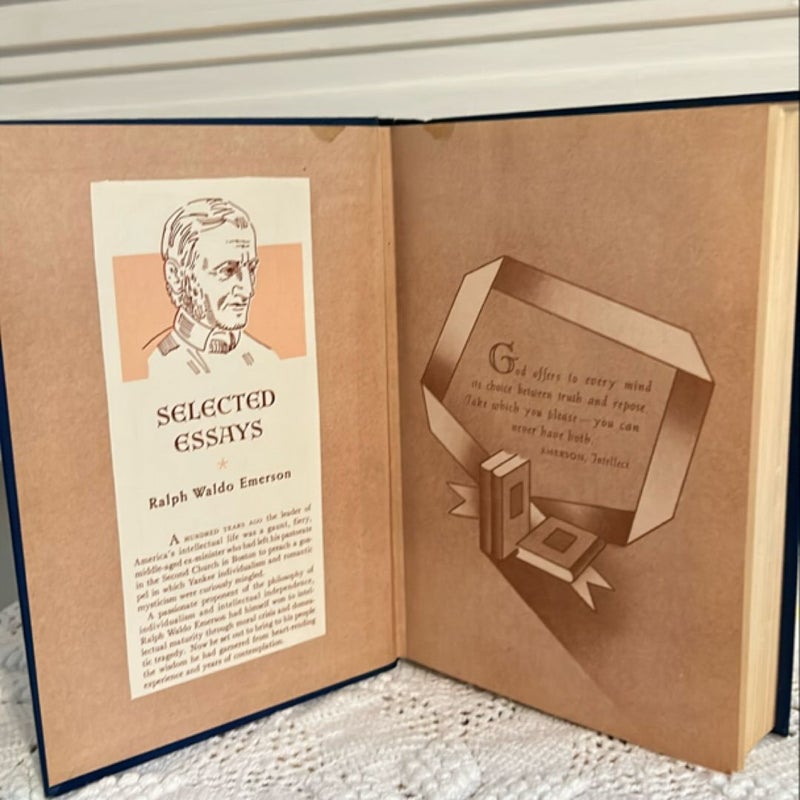 SELECTED
ESSAYS
Ralph Waldo Emerson
A HUNDRED YEARS AGO the leader of
America's intellectual life was a gaunt, fiery,
middle-aged ex-minister who had left his pastorate
in the Second Church in Boston to preach a gos-
pel in which Yankee individualism and romantic
mysticism were curiously mingled.
A passionate proponent of the philosophy of
individualism and intellectual independence,
Ralph Waldo Emerson had himself won to intel-
lectual maturity through moral crisis and domes-
tic tragedy. Now he set out to bring to his people
the wisdom he had garnered from heart-rending
experience and years of contemplation.
God offers to every mind
its choice between truth and repose.
Take which you please—you can
never have both.
EMERSON, Intellect